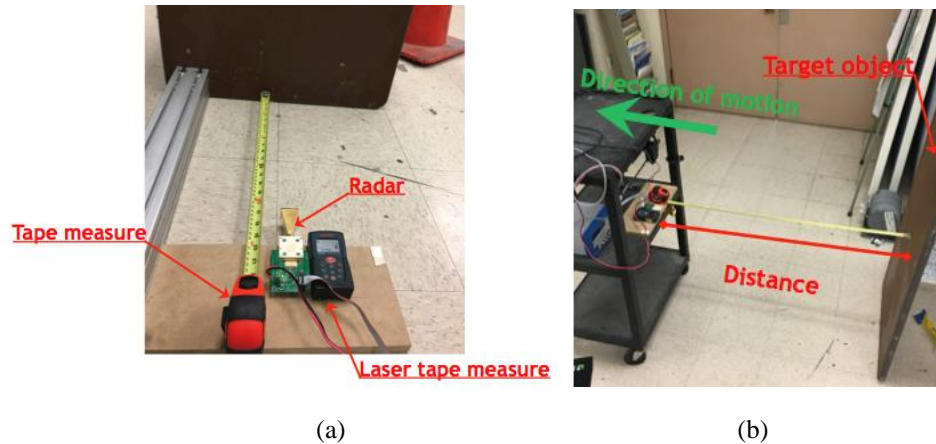 Radar
Tape measure
Laser tape measure
Target object
Direction of motion
Distance
(a)
(b)